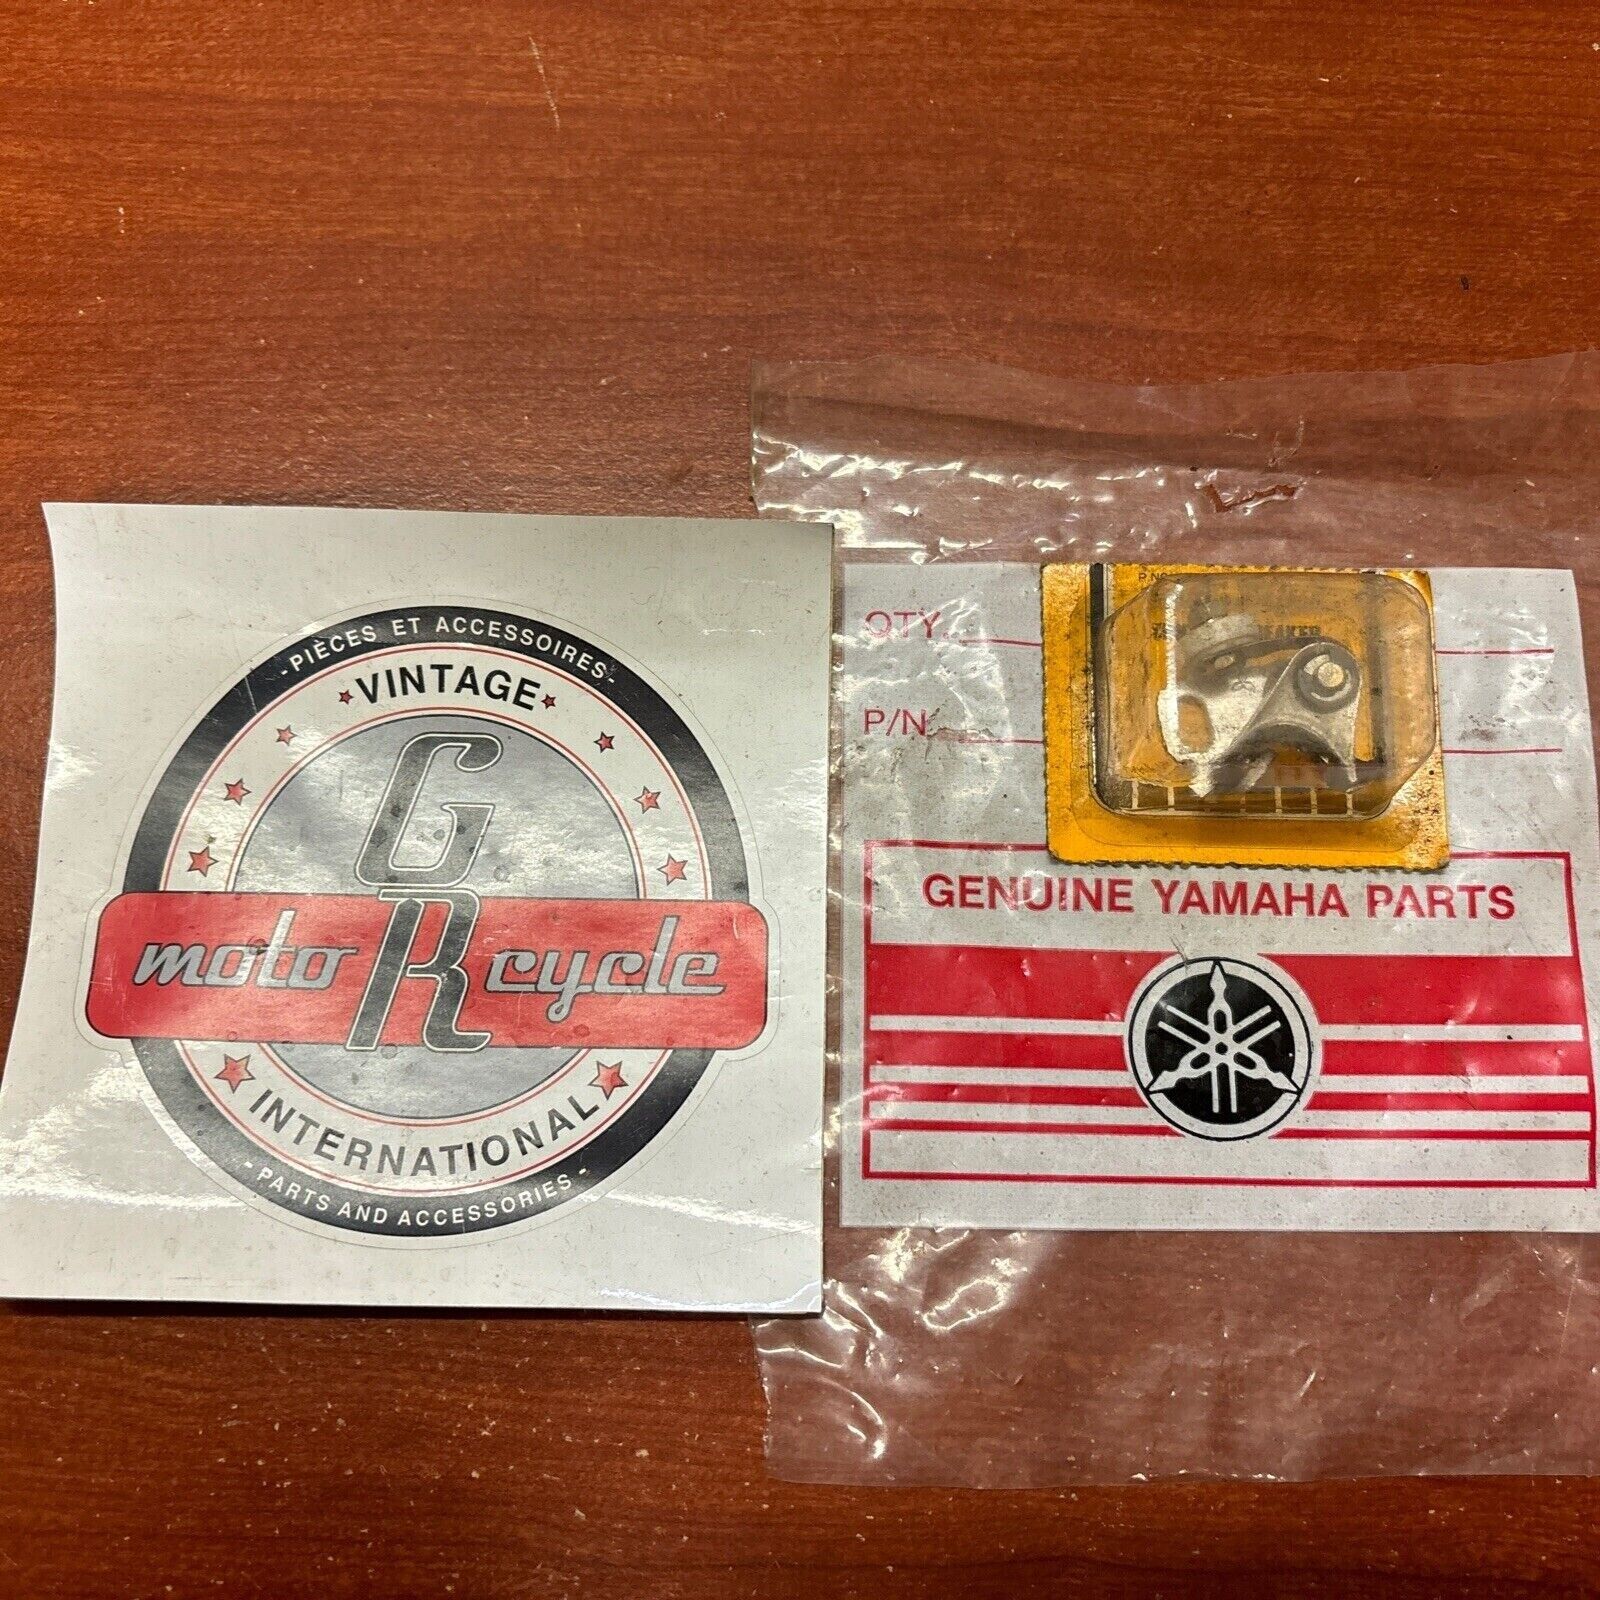 - PIÈCES ET ACCESSOIRES -
VINTAGE
G
moto R cycle
INTERNATIONAL
- PARTS AND ACCESSORIES -
QTY.
P/N
GENUINE YAMAHA PARTS